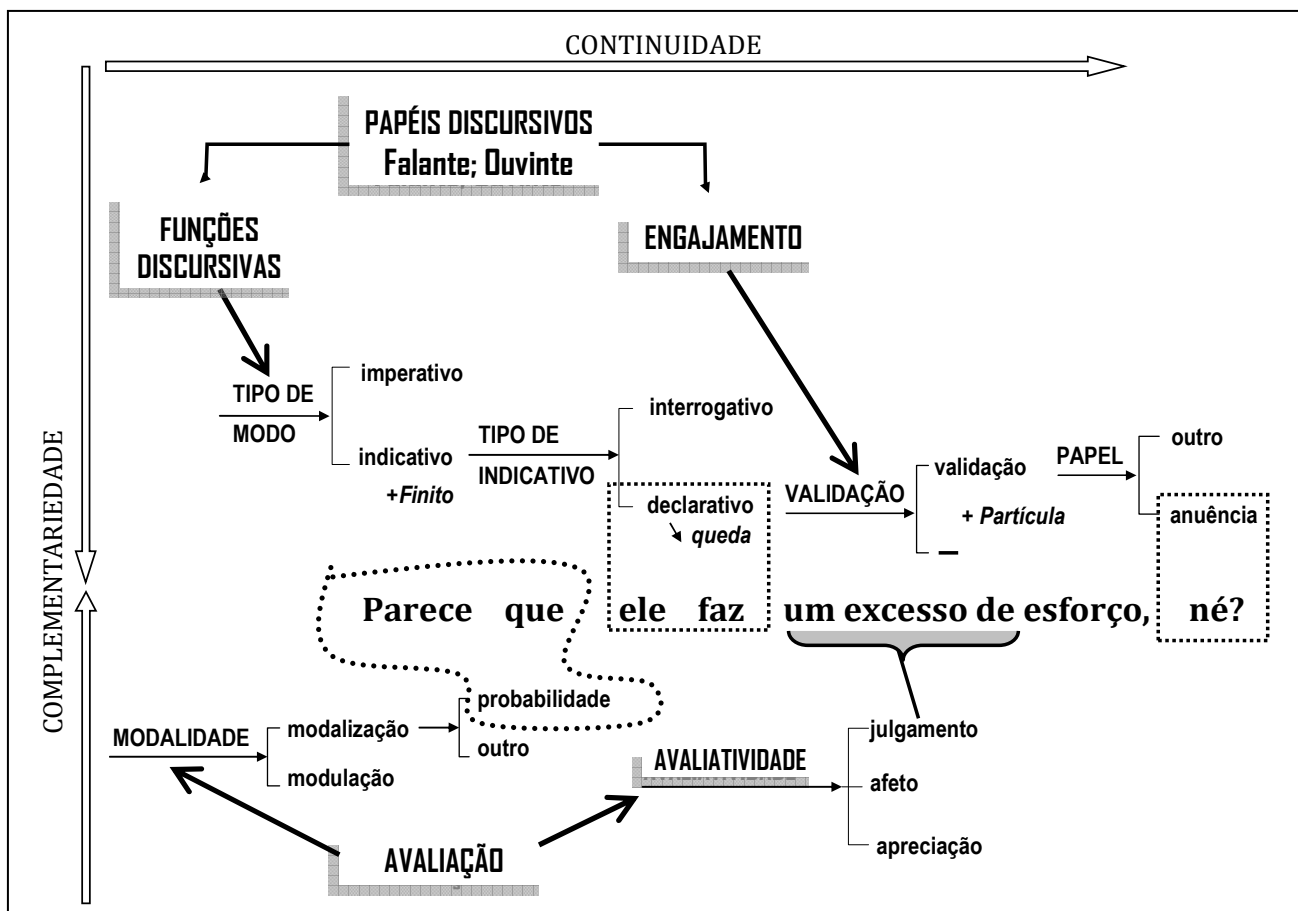 CONTINUIDADE
PAPÉIS DISCURSIVOS
Falante; Ouvinte
FUNÇÕES
DISCURSIVAS
ENGAJAMENTO
TIPO DE
MODO
imperativo
indicativo
+Finito
TIPO DE
INDICATIVO
interrogativo
declarativo
queda
VALIDAÇÃO
validação
+ Partícula
PAPEL
outro
anuência
COMPLEMENTARIEDADE
Parece que ele faz um excesso de esforço, né?
MODALIDADE
modalização
modulação
probabilidade
outro
AVALIATIVIDADE
julgamento
afeto
apreciação
AVALIAÇÃO